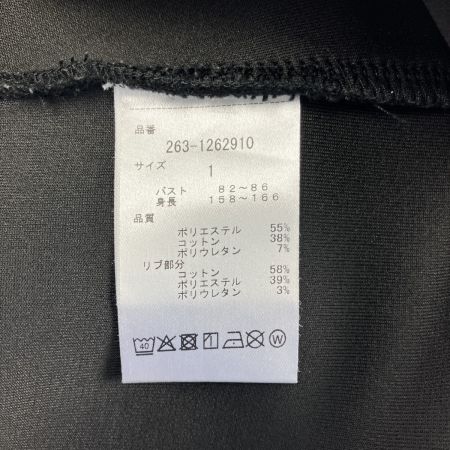 品番
263-1262910
サイズ
1
バスト 82～86
身長 158～166
品質
ポリエステル 55%
コットン 38%
ポリウレタン 7%
リブ部分
コットン 58%
ポリエステル 39%
ポリウレタン 3%
40 W